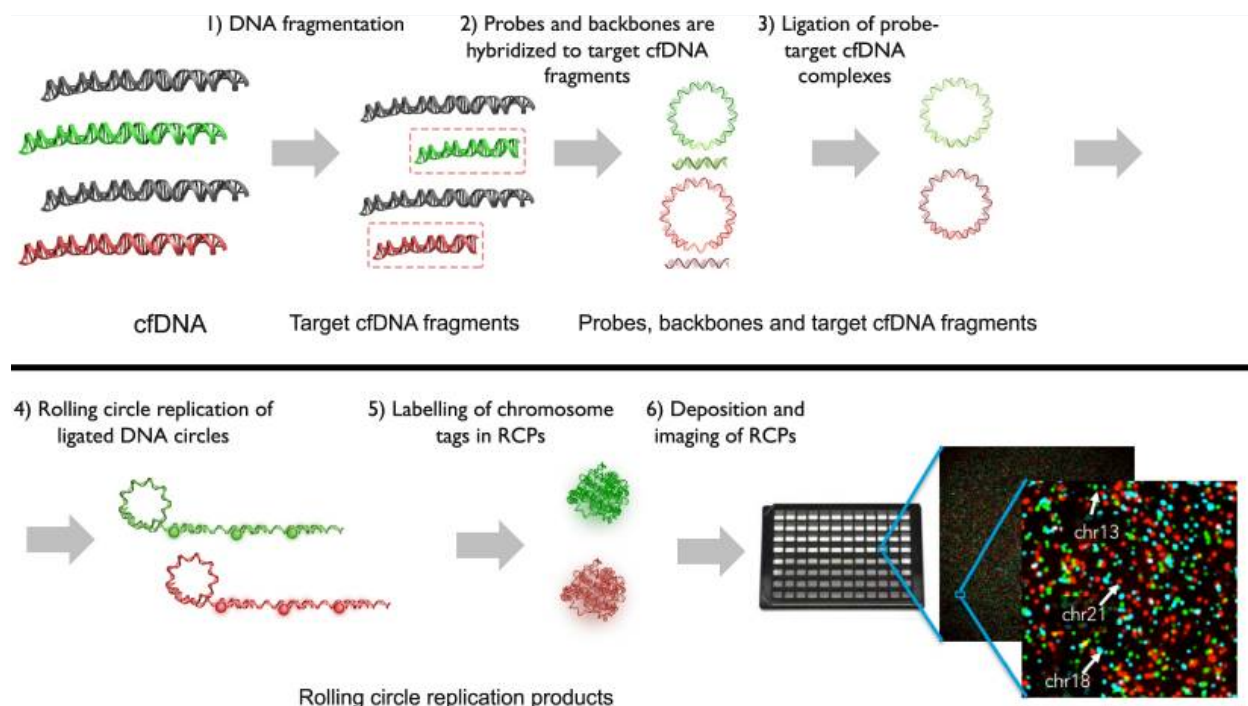 1) DNA fragmentation
2) Probes and backbones are
hybridized to target cfDNA
fragments
3) Ligation of probe-
target cfDNA
complexes
cfDNA
Target cfDNA fragments
Probes, backbones and target cfDNA fragments
4) Rolling circle replication of
ligated DNA circles
5) Labelling of chromosome
tags in RCPs
6) Deposition and
imaging of RCPs
chr13
chr21
chr18
Rolling circle replication products